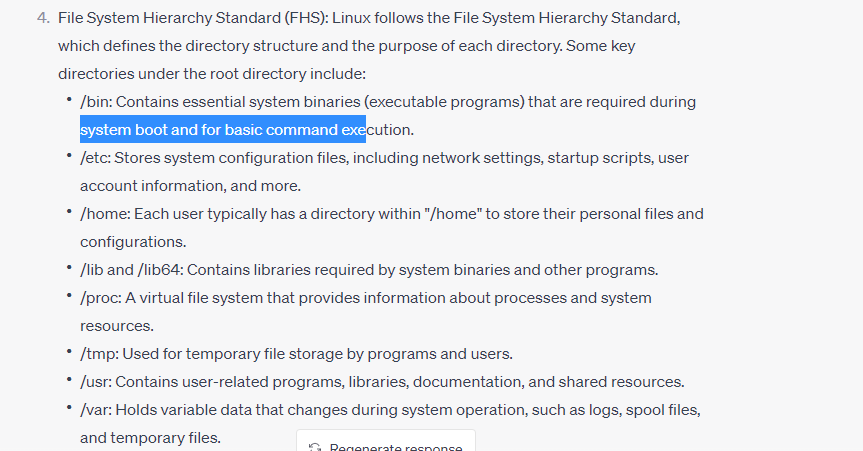 4. File System Hierarchy Standard (FHS): Linux follows the File System Hierarchy Standard,
which defines the directory structure and the purpose of each directory. Some key
directories under the root directory include:
• /bin: Contains essential system binaries (executable programs) that are required during
system boot and for basic command execution.
• /etc: Stores system configuration files, including network settings, startup scripts, user
account information, and more.
• /home: Each user typically has a directory within "/home" to store their personal files and
configurations.
• /lib and /lib64: Contains libraries required by system binaries and other programs.
• /proc: A virtual file system that provides information about processes and system
resources.
• /tmp: Used for temporary file storage by programs and users.
• /usr: Contains user-related programs, libraries, documentation, and shared resources.
• /var: Holds variable data that changes during system operation, such as logs, spool files,
and temporary files.
Regenerate response